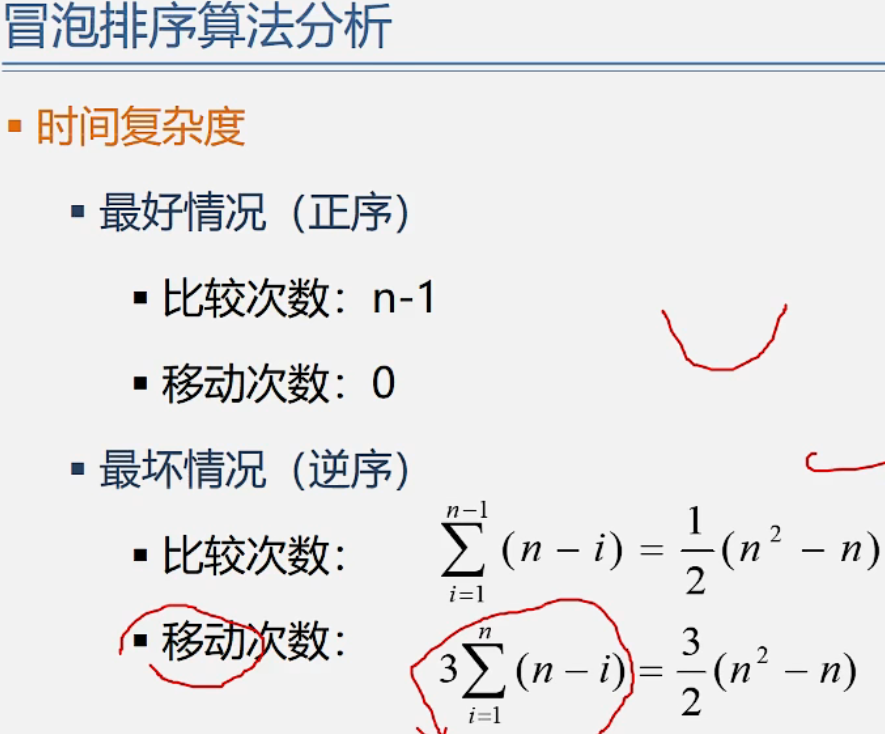 冒泡排序算法分析
▪ 时间复杂度
▪ 最好情况（正序）
▪ 比较次数：n-1
▪ 移动次数：0
▪ 最坏情况（逆序）
▪ 比较次数： \sum_{i=1}^{n-1} (n - i) = \frac{1}{2}(n^2 - n)
▪ 移动次数： 3\sum_{i=1}^{n} (n - i) = \frac{3}{2}(n^2 - n)